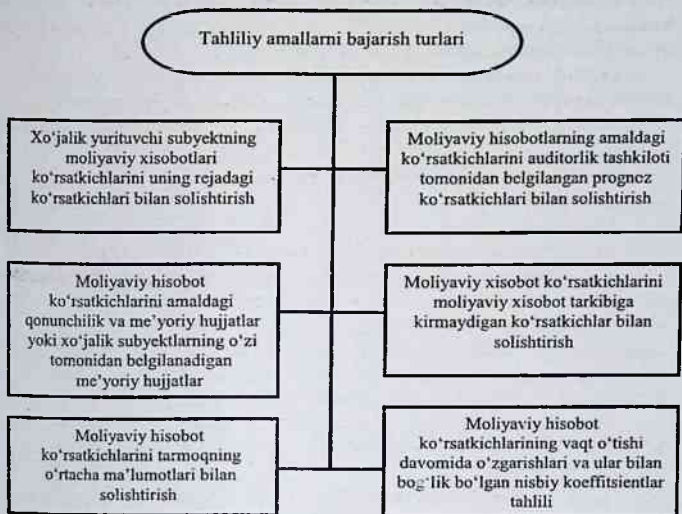 Tahliliy amallarni bajarish turlari
Xo‘jalik yurituvchi subyektning
moliyaviy xisobotlari
ko‘rsatkichlarini uning rejadagi
ko‘rsatkichlari bilan solishtirish
Moliyaviy hisobotlarning amaldagi
ko‘rsatkichlarini auditorlik tashkiloti
tomonidan belgilangan prognoz
ko‘rsatkichlari bilan solishtirish
Moliyaviy hisobot
ko‘rsatkichlarini amaldagi
qonunchilik va me’yoriy hujjatlar
yoki xo‘jalik subyektlarning o‘zi
tomonidan belgilanadigan
me’yoriy hujjatlar
Moliyaviy xisobot ko‘rsatkichlarini
moliyaviy xisobot tarkibiga
kirmaydigan ko‘rsatkichlar bilan
solishtirish
Moliyaviy hisobot
ko‘rsatkichlarini tarmoqning
o‘rtacha ma’lumotlari bilan
solishtirish
Moliyaviy hisobot
ko‘rsatkichlarining vaqt o‘tishi
davomida o‘zgarishlari va ular bilan
bog‘lik bo‘lgan nisbiy koeffitsientlar
tahlili